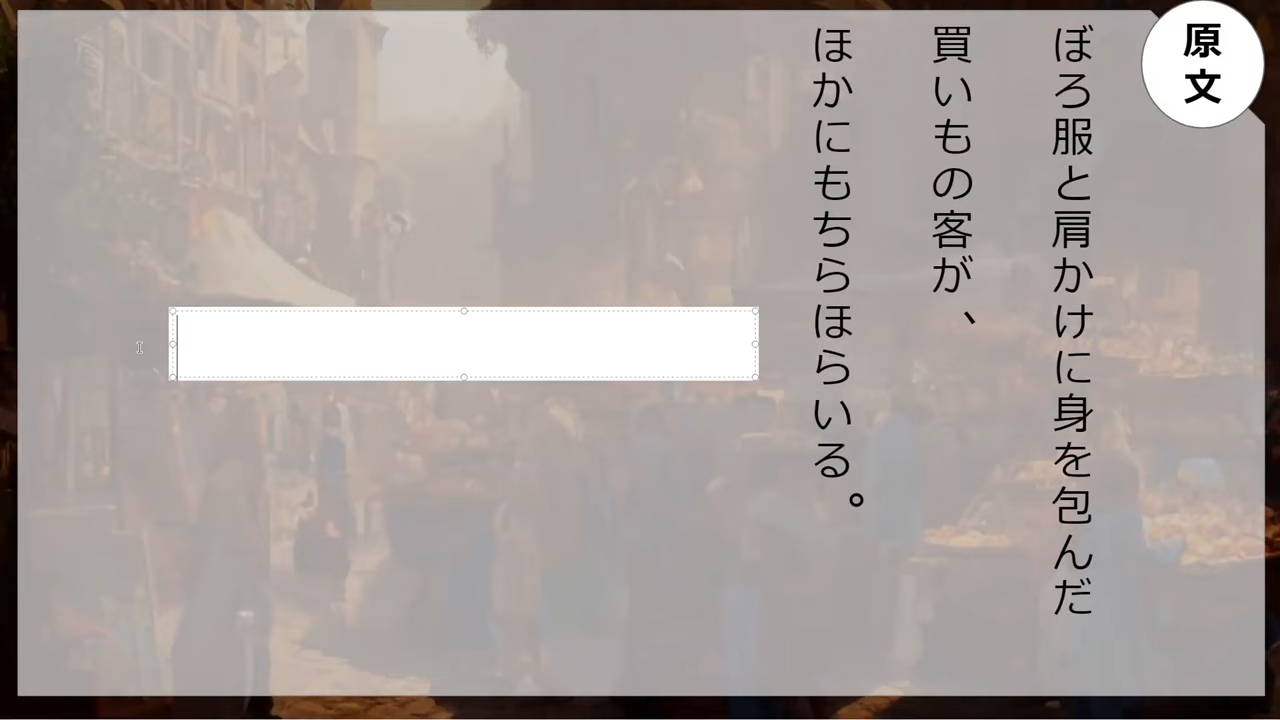 原文
ぼろ服と肩かけに身を包んだ
買いもの客が、
ほかにもちらほらいる。